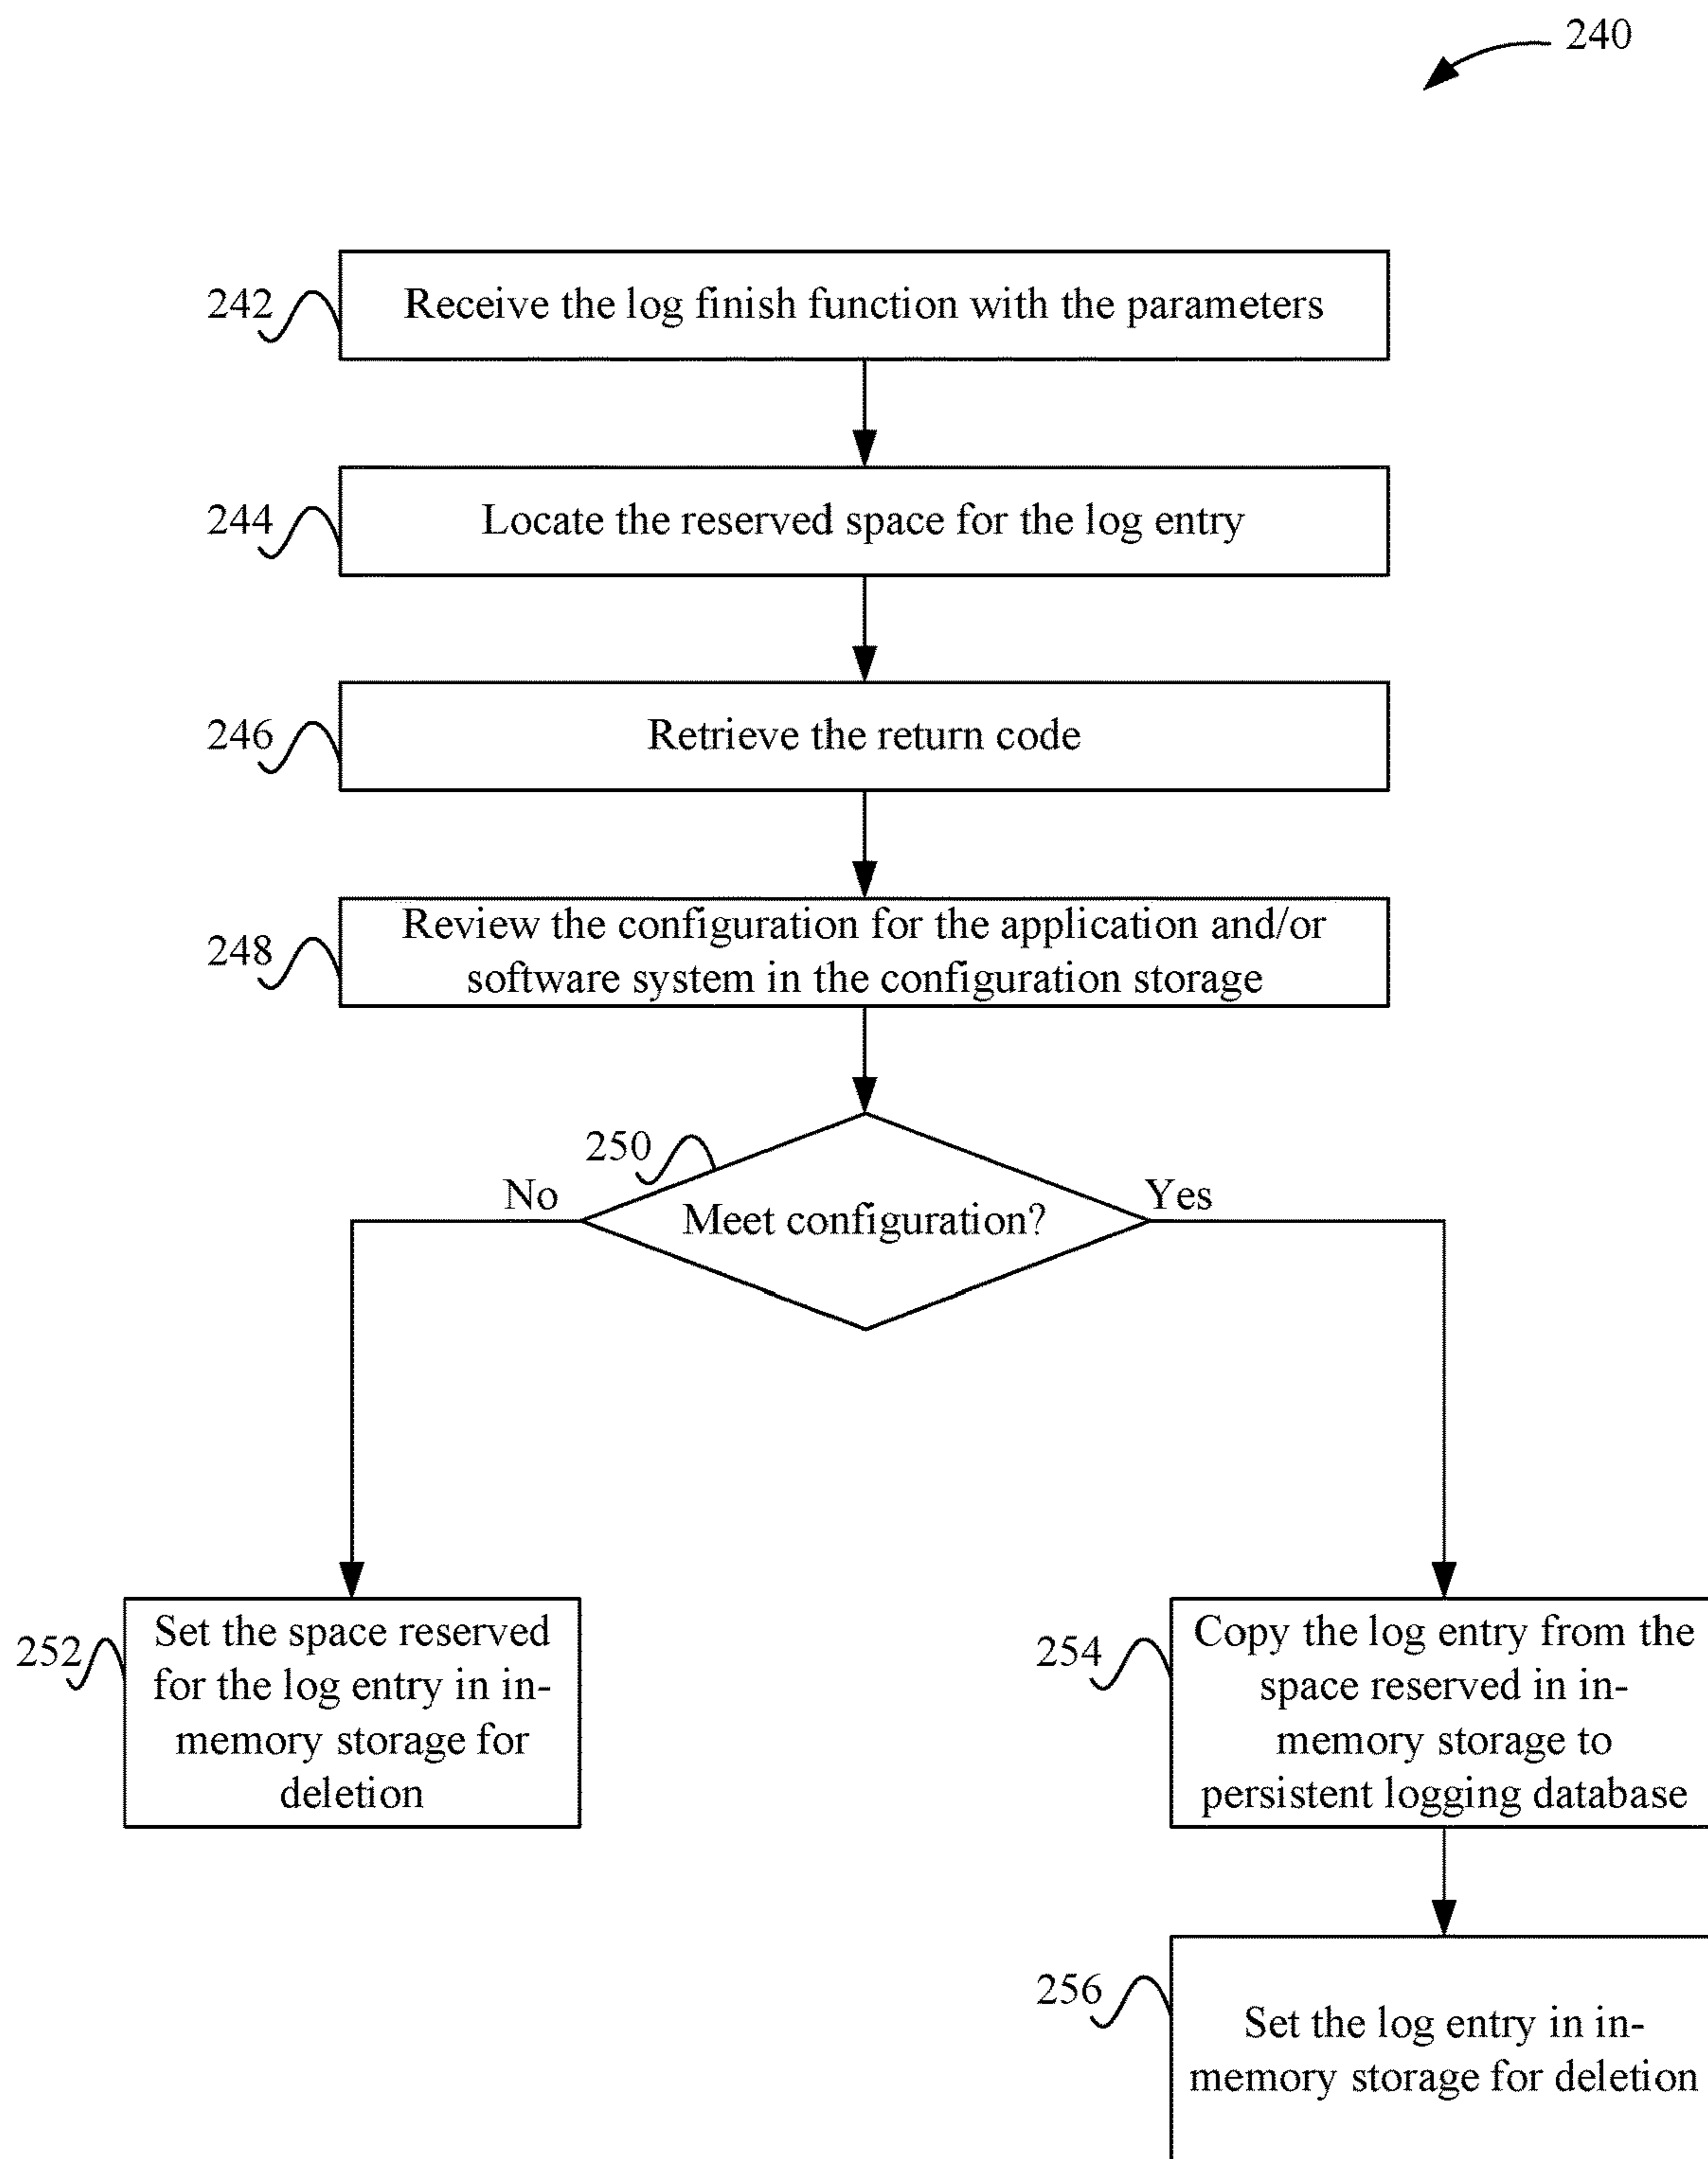 240
242
Receive the log finish function with the parameters
244
Locate the reserved space for the log entry
246
Retrieve the return code
248
Review the configuration for the application and/or
software system in the configuration storage
250
No
Yes
Meet configuration?
252
Set the space reserved
for the log entry in in-
memory storage for
deletion
254
Copy the log entry from the
space reserved in in-
memory storage to
persistent logging database
256
Set the log entry in in-
memory storage for deletion